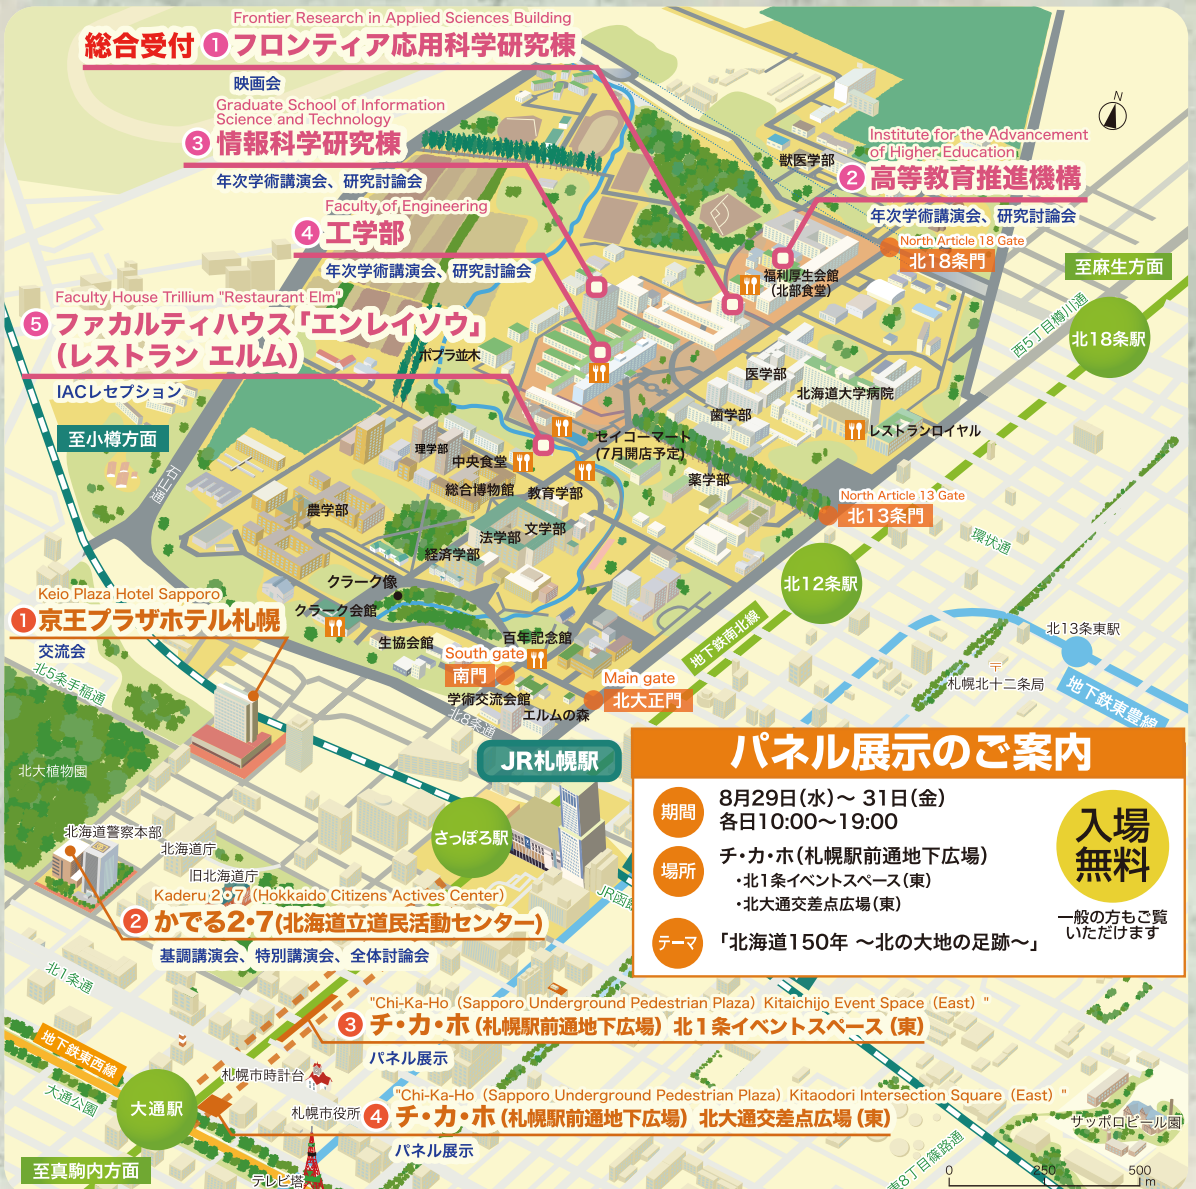 Frontier Research in Applied Sciences Building
総合受付 1 フロンティア応用科学研究棟
映画会
Graduate School of Information
Science and Technology
3 情報科学研究棟
年次学術講演会、研究討論会
Faculty of Engineering
4 工学部
年次学術講演会、研究討論会
Faculty House Trillium "Restaurant Elm"
5 ファカルティハウス「エンレイソウ」
(レストラン エルム)
IACレセプション
N
獣医学部
Institute for the Advancement
of Higher Education
2 高等教育推進機構
年次学術講演会、研究討論会
North Article 18 Gate
北18条門
至麻生方面
福利厚生会館
(北部食堂)
西5丁目樽川通
北18条駅
ポプラ並木
医学部
北海道大学病院
歯学部
レストランロイヤル
至小樽方面
石山通
セイコーマート
(7月開店予定)
理学部
中央食堂
薬学部
総合博物館
教育学部
North Article 13 Gate
北13条門
農学部
法学部
文学部
環状通
経済学部
クラーク像
北12条駅
Keio Plaza Hotel Sapporo
1 京王プラザホテル札幌
交流会
クラーク会館
地下鉄南北線
北13条東駅
生協会館
百年記念館
South gate
南門
Main gate
北大正門
札幌北十二条局
地下鉄東豊線
北5条手稲通
学術交流会館
エルムの森
北8条通
JR札幌駅
北大植物園
さっぽろ駅
パネル展示のご案内
期間
8月29日(水)～31日(金)
各日10:00～19:00
場所
チ・カ・ホ(札幌駅前通地下広場)
・北1条イベントスペース(東)
・北大通交差点広場(東)
テーマ
「北海道150年 ～北の大地の足跡～」
入場
無料
一般の方もご覧
いただけます
北海道警察本部
北海道庁
旧北海道庁
JR函館
Kaderu 2・7 (Hokkaido Citizens Actives Center)
2 かでる2・7(北海道立道民活動センター)
基調講演会、特別講演会、全体討論会
北1条通
"Chi-Ka-Ho (Sapporo Underground Pedestrian Plaza) Kitaichijo Event Space (East) "
3 チ・カ・ホ(札幌駅前通地下広場) 北1条イベントスペース(東)
パネル展示
地下鉄東西線
札幌市時計台
大通公園
大通駅
札幌市役所
"Chi-Ka-Ho (Sapporo Underground Pedestrian Plaza) Kitaodori Intersection Square (East) "
4 チ・カ・ホ(札幌駅前通地下広場) 北大通交差点広場(東)
パネル展示
サッポロビール園
東8丁目篠路通
至真駒内方面
テレビ塔
0 250 500
m